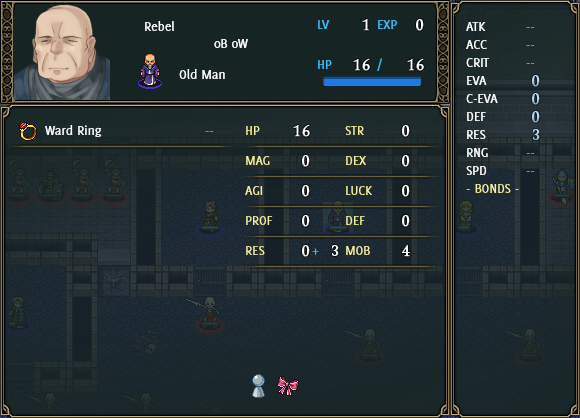 Rebel
LV 1 EXP 0
oB oW
HP 16 / 16
Old Man
Ward Ring --
HP 16 STR 0
MAG 0 DEX 0
AGI 0 LUCK 0
PROF 0 DEF 0
RES 0 + 3 MOB 4
ATK --
ACC --
CRIT --
EVA 0
C-EVA 0
DEF 0
RES 3
RNG --
SPD --
- BONDS -